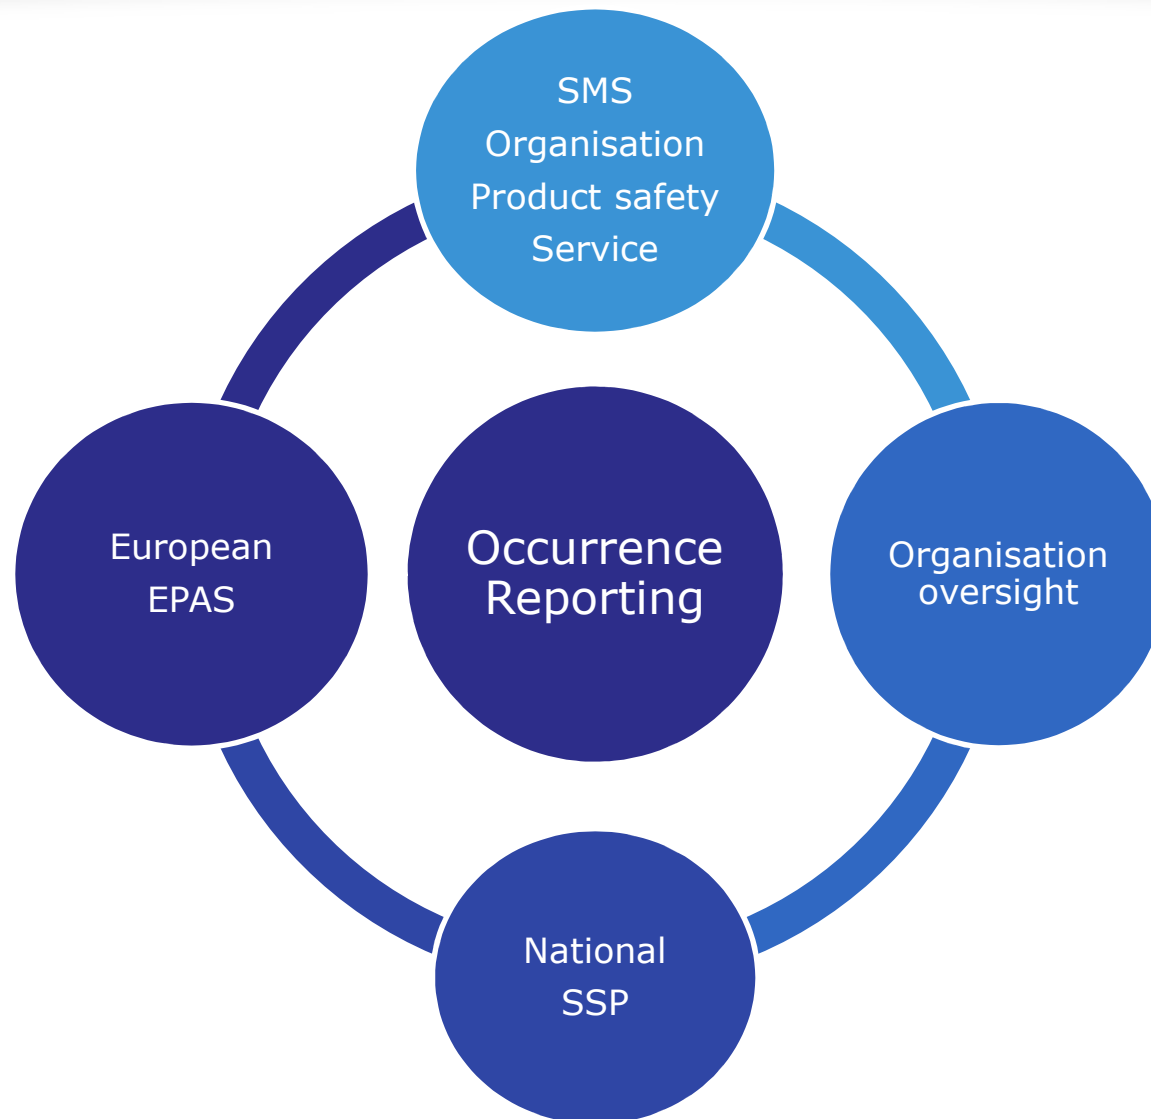 SMS
Organisation
Product safety
Service
European
EPAS
Occurrence
Reporting
Organisation
oversight
National
SSP